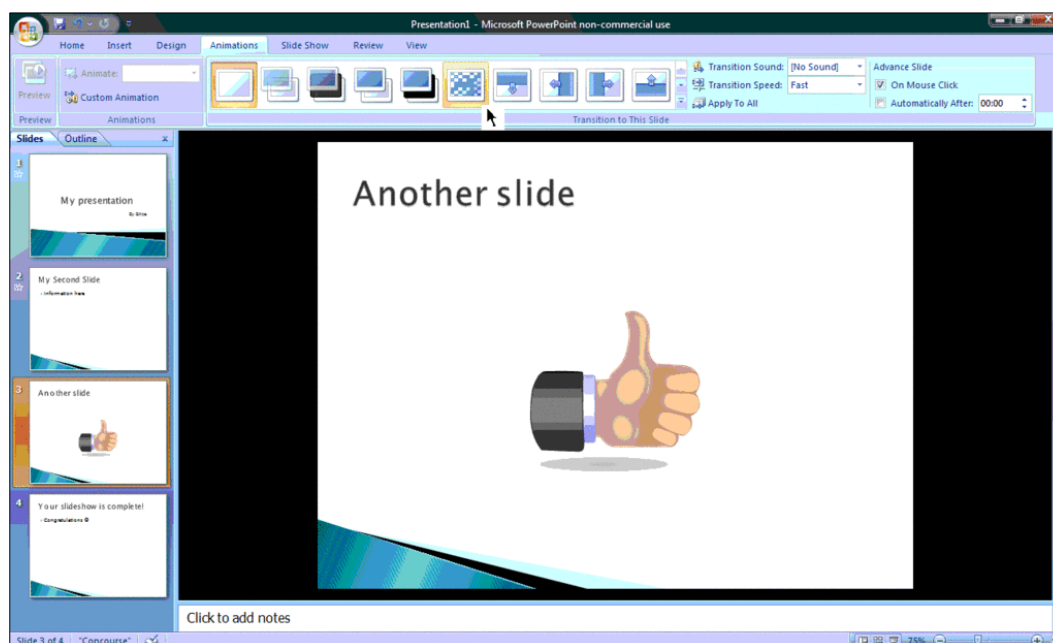 Presentation1 - Microsoft PowerPoint non-commercial use
Home Insert Design Animations Slide Show Review View
Preview
Animate:
Custom Animation
Transition Sound: [No Sound]
Transition Speed: Fast
Apply To All
Advance Slide
On Mouse Click
Automatically After: 00:00
Preview Animations Transition to This Slide
Slides Outline x
1
My presentation
2
My Second Slide
- Information here
3
Another slide
4
Your slideshow is complete!
- Congratulations ☺
Another slide
Click to add notes
Slide 3 of 4 "Concourse" 75%